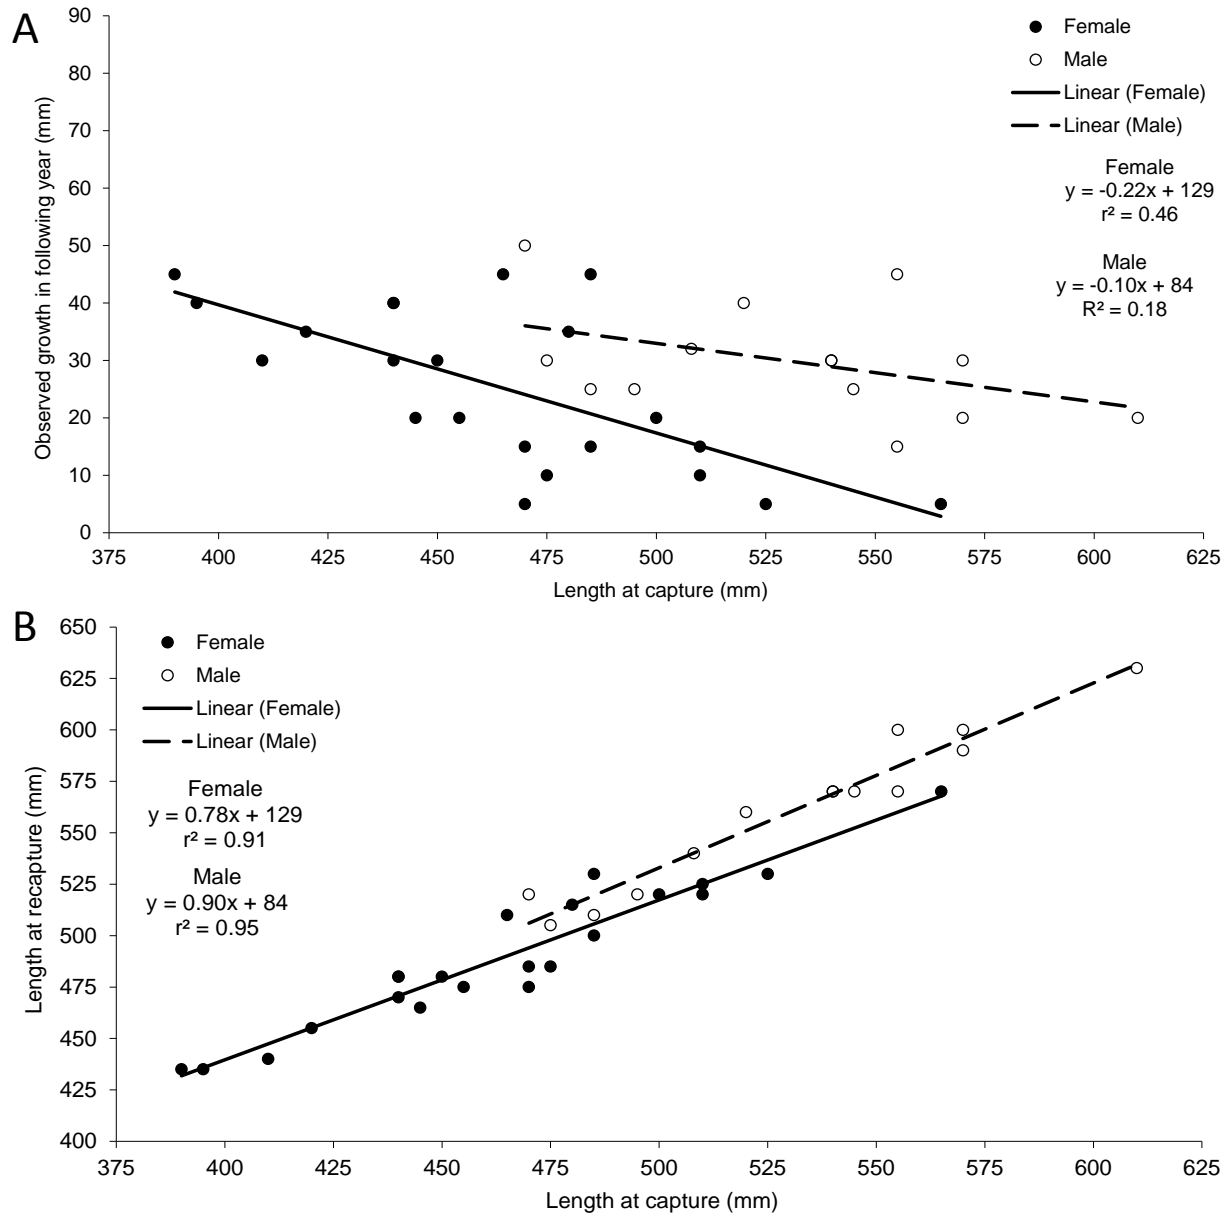 A
90
80
70
60
50
40
30
20
10
0
Observed growth in following year (mm)
375 400 425 450 475 500 525 550 575 600 625
Length at capture (mm)
Female
Male
Linear (Female)
Linear (Male)
Female
y = -0.22x + 129
r² = 0.46
Male
y = -0.10x + 84
R² = 0.18
B
650
625
600
575
550
525
500
475
450
425
400
Length at recapture (mm)
Female
Male
Linear (Female)
Linear (Male)
Female
y = 0.78x + 129
r² = 0.91
Male
y = 0.90x + 84
r² = 0.95
375 400 425 450 475 500 525 550 575 600 625
Length at capture (mm)